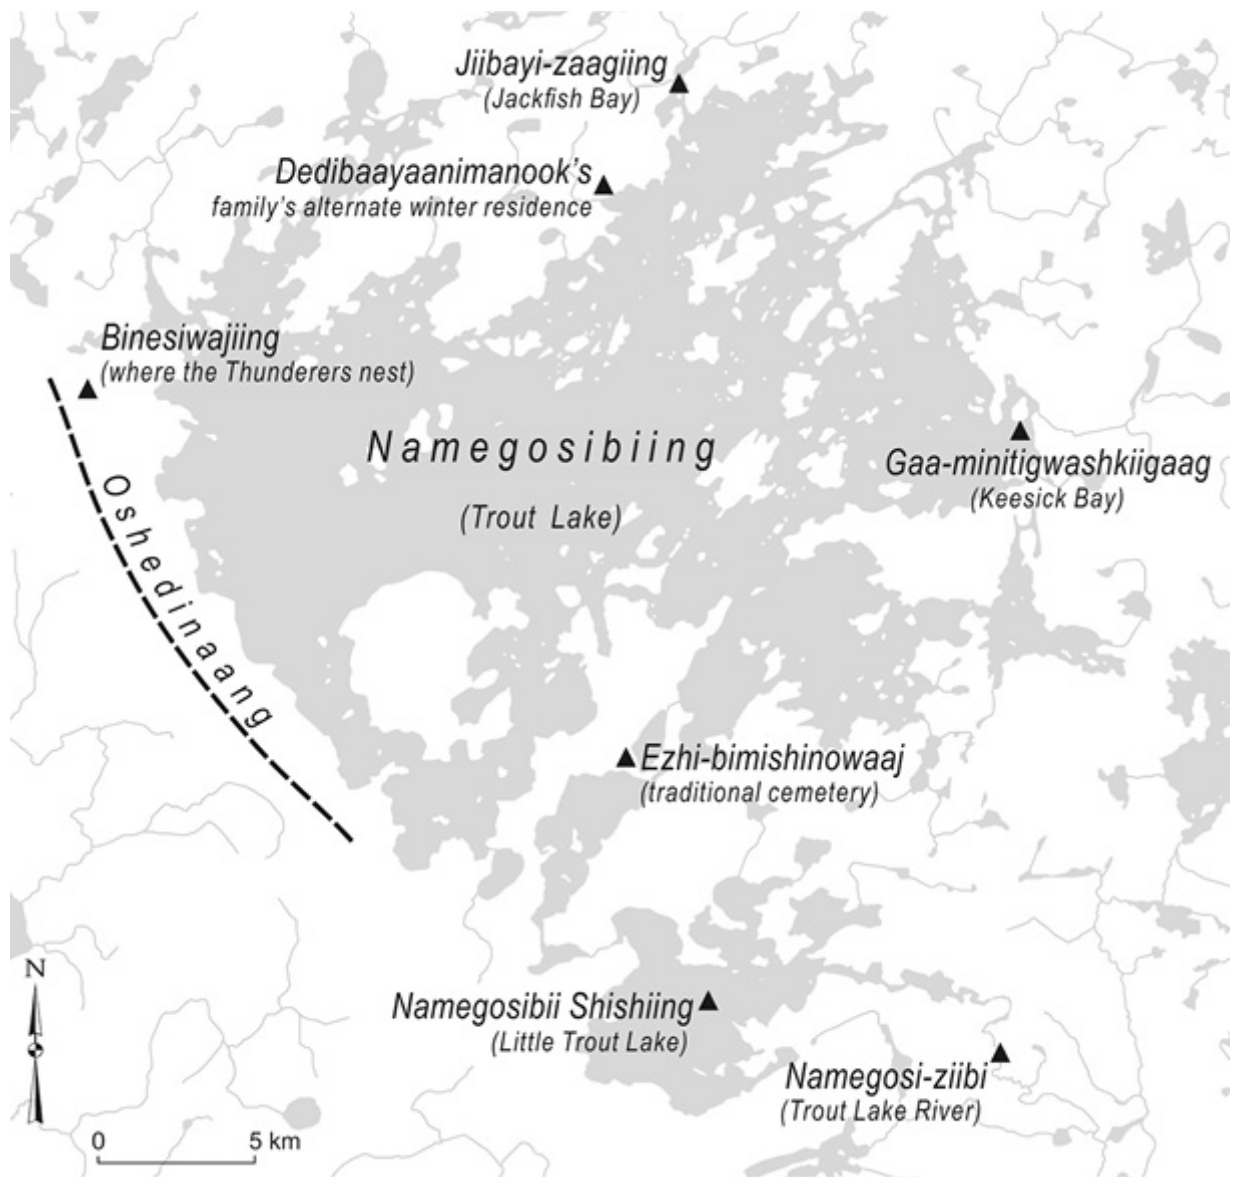 Jiibayi-zaagiing
(Jackfish Bay)
Dedibaayaanimanook's
family's alternate winter residence
Binesiwajiing
(where the Thunderers nest)
Namegosibiing
(Trout Lake)
Gaa-minitigwashkiigaag
(Keesick Bay)
Oshedinaang
Ezhi-bimishinowaaj
(traditional cemetery)
N
Namegosibii Shishiing
(Little Trout Lake)
Namegosi-ziibi
(Trout Lake River)
0 5 km